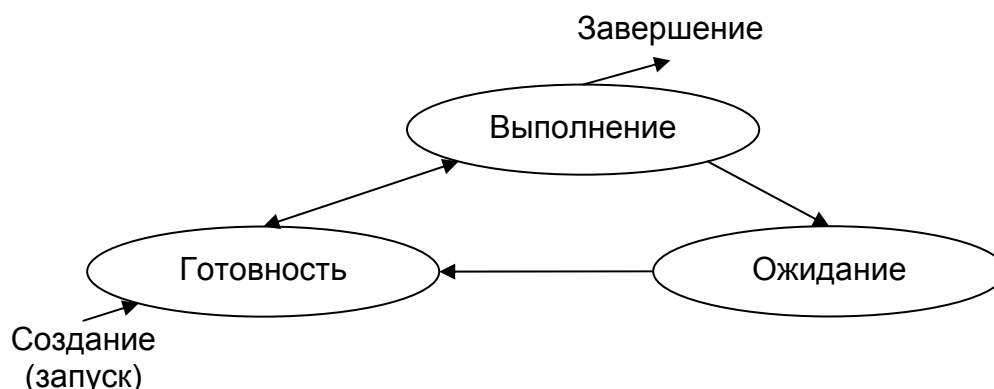 Завершение
Выполнение
Готовность
Ожидание
Создание
(запуск)